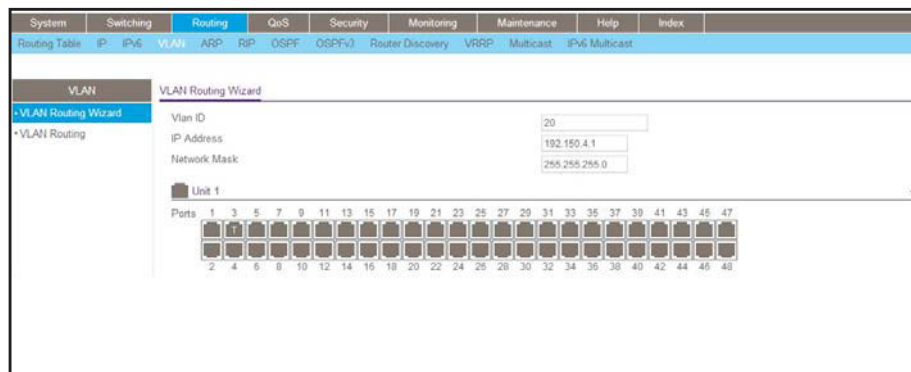 System Switching Routing QoS Security Monitoring Maintenance Help Index
Routing Table IP IPv6 VLAN ARP RIP OSPF OSPFv3 Router Discovery VRRP Multicast IPv6 Multicast
VLAN
• VLAN Routing Wizard
• VLAN Routing
VLAN Routing Wizard
Vlan ID 20
IP Address 192.150.4.1
Network Mask 255.255.255.0
Unit 1
Ports 1 3 5 7 9 11 13 15 17 19 21 23 25 27 29 31 33 35 37 39 41 43 45 47
T
2 4 6 8 10 12 14 16 18 20 22 24 26 28 30 32 34 36 38 40 42 44 46 48